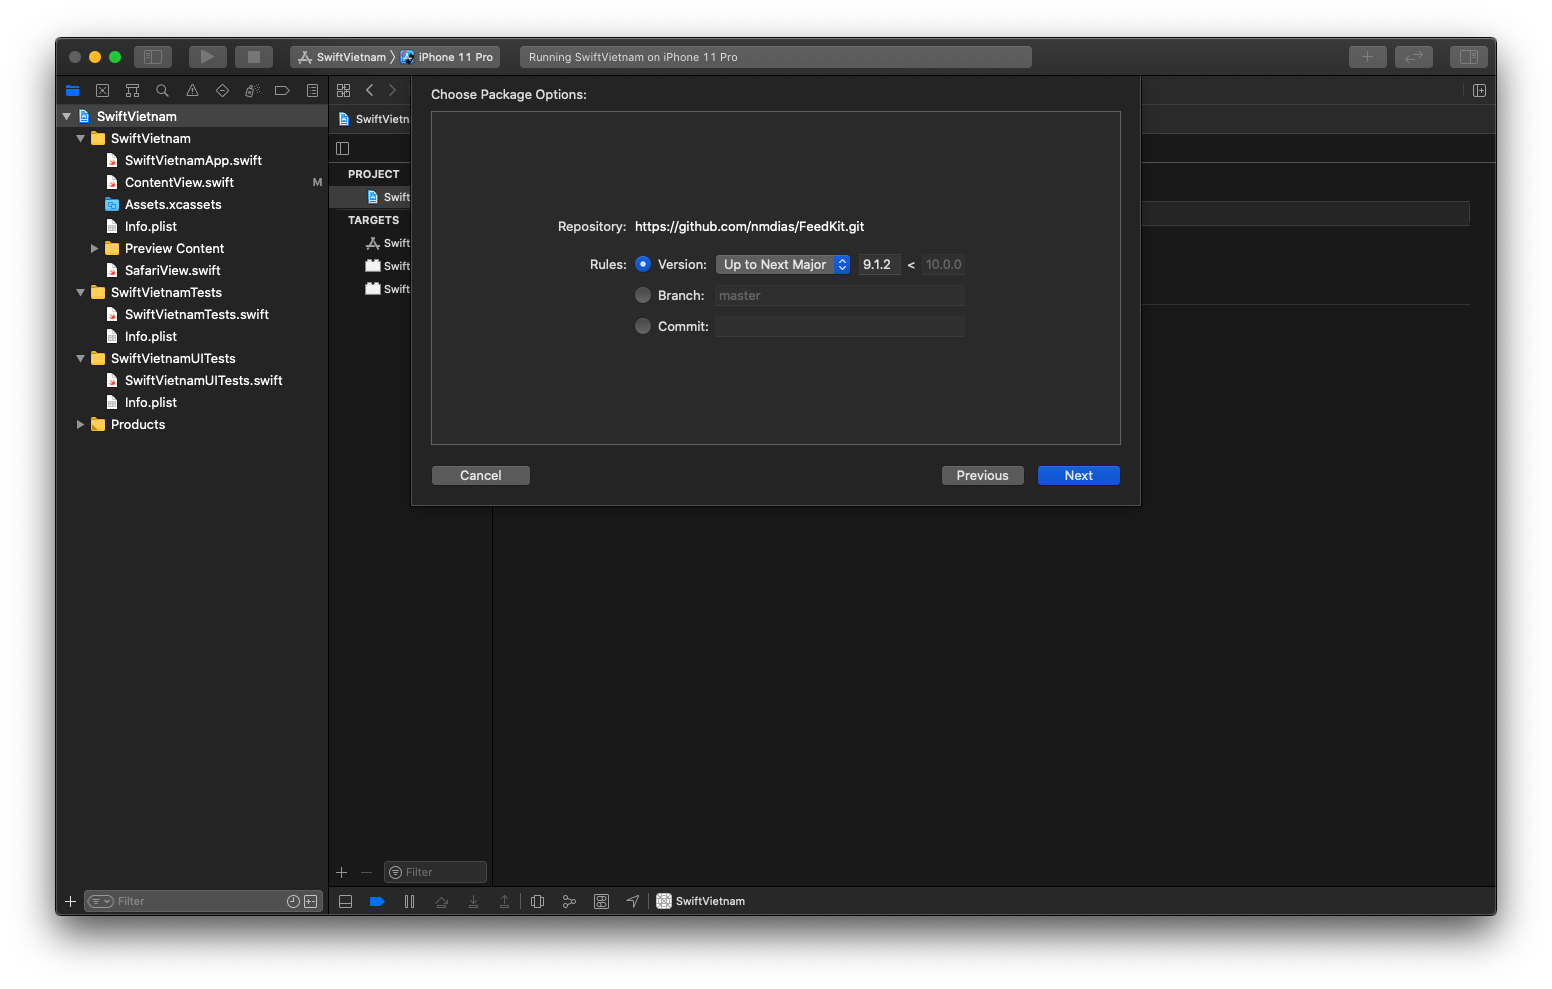 SwiftVietnam
iPhone 11 Pro
Running SwiftVietnam on iPhone 11 Pro
SwiftVietnam
SwiftVietnam
SwiftVietnamApp.swift
ContentView.swift
M
Assets.xcassets
Info.plist
Preview Content
SafariView.swift
SwiftVietnamTests
SwiftVietnamTests.swift
Info.plist
SwiftVietnamUITests
SwiftVietnamUITests.swift
Info.plist
Products
Filter
SwiftVietn
PROJECT
Swift
TARGETS
Swift
Swift
Swift
Filter
Choose Package Options:
Repository: https://github.com/nmdias/FeedKit.git
Rules: Version: Up to Next Major 9.1.2 < 10.0.0
Branch: master
Commit:
Cancel
Previous
Next
SwiftVietnam